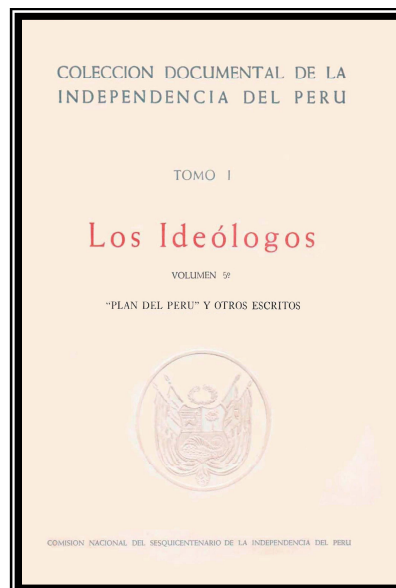 COLECCION DOCUMENTAL DE LA
INDEPENDENCIA DEL PERU
TOMO I
Los Ideólogos
VOLUMEN 5º
"PLAN DEL PERU" Y OTROS ESCRITOS
COMISION NACIONAL DEL SESQUICENTENARIO DE LA INDEPENDENCIA DEL PERU